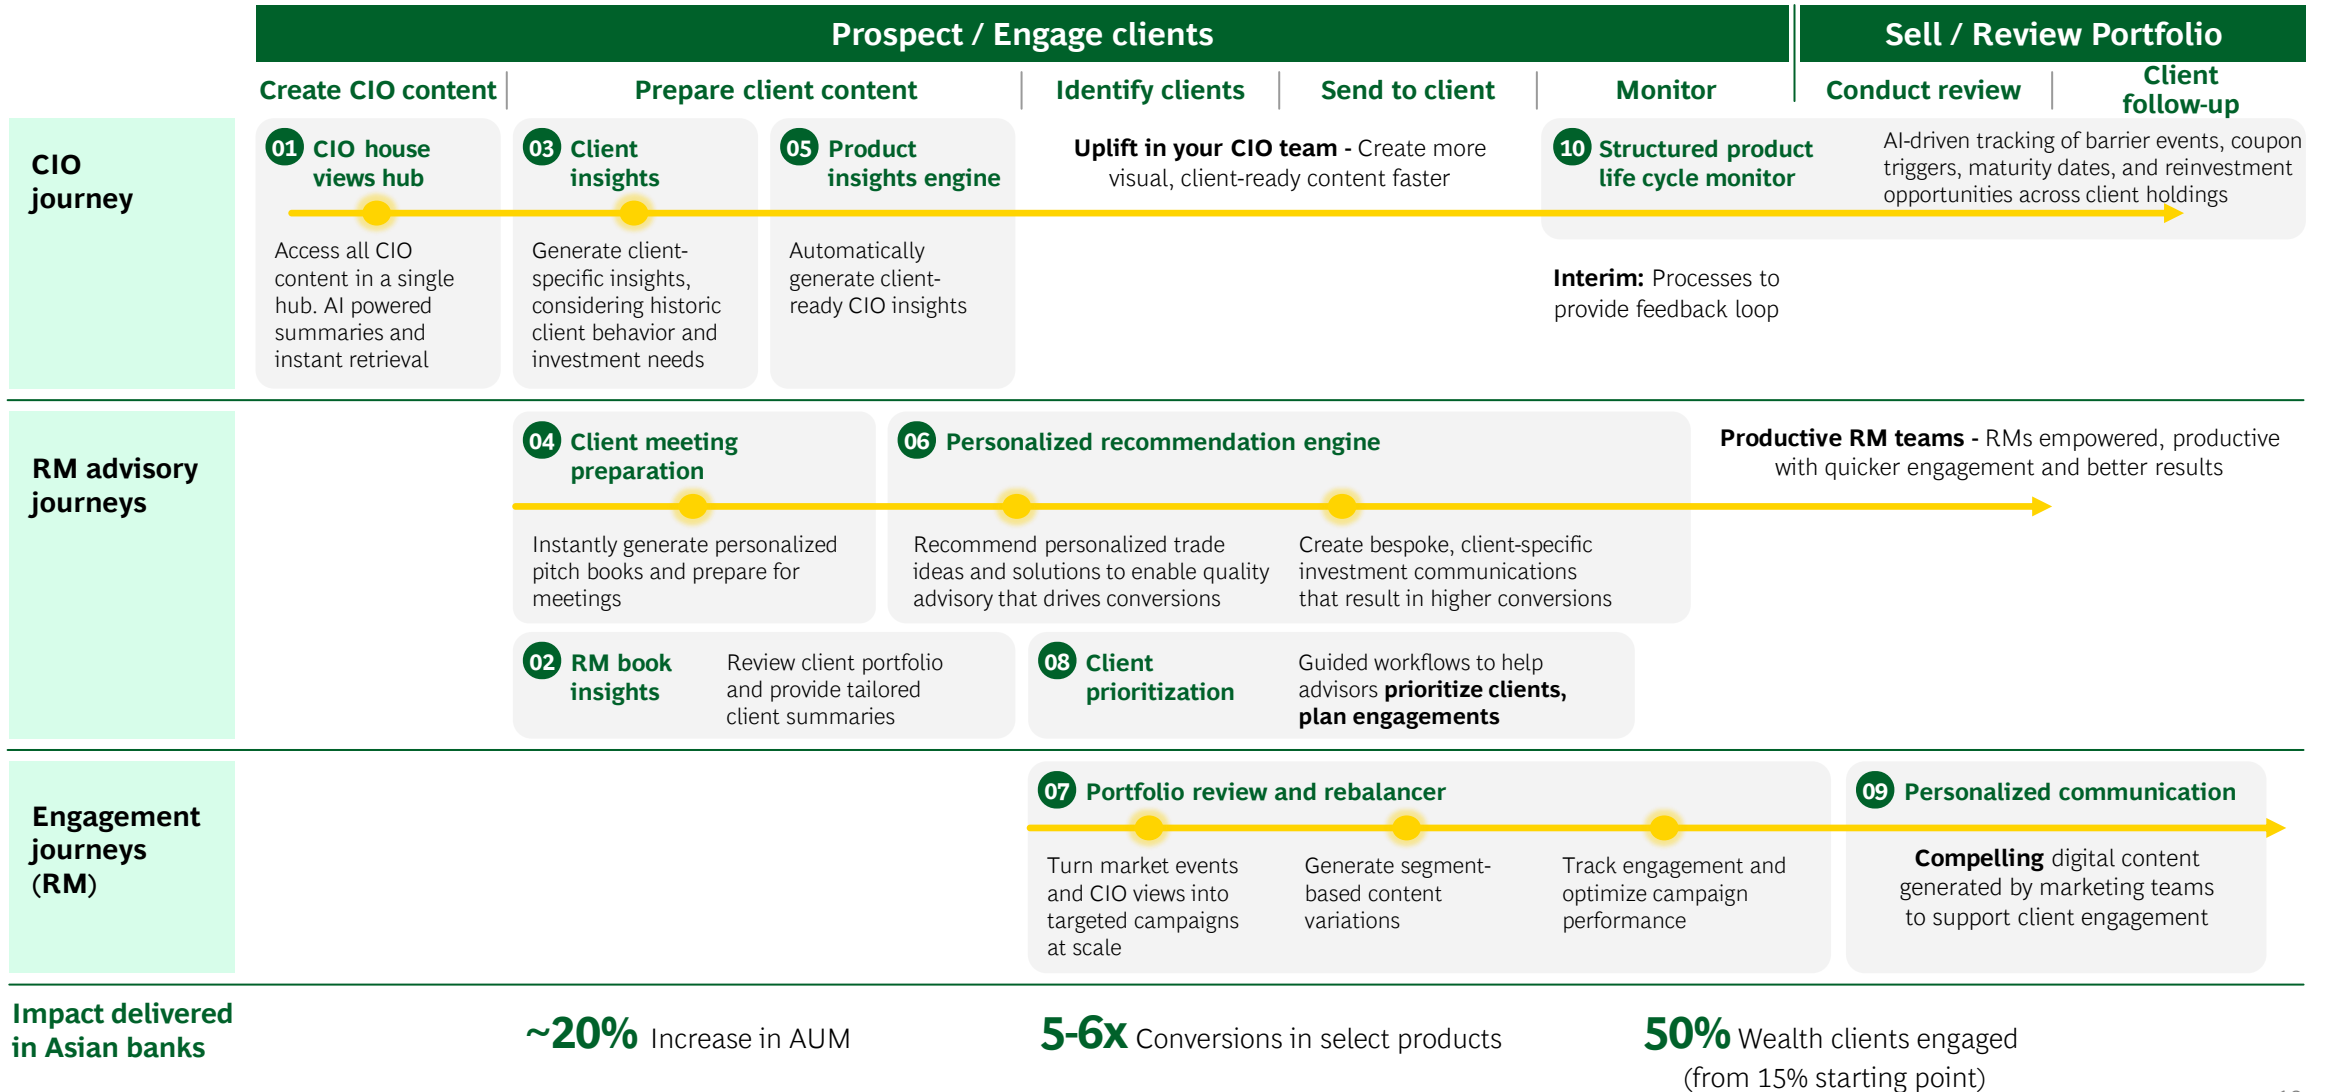 Prospect / Engage clients
Sell / Review Portfolio
Create CIO content
Prepare client content
Identify clients
Send to client
Monitor
Conduct review
Client
follow-up
CIO
journey
01 CIO house
views hub
Access all CIO
content in a single
hub. AI powered
summaries and
instant retrieval
03 Client
insights
Generate client-
specific insights,
considering historic
client behavior and
investment needs
05 Product
insights engine
Automatically
generate client-
ready CIO insights
Uplift in your CIO team - Create more
visual, client-ready content faster
10 Structured product
life cycle monitor
AI-driven tracking of barrier events, coupon
triggers, maturity dates, and reinvestment
opportunities across client holdings
Interim: Processes to
provide feedback loop
RM advisory
journeys
04 Client meeting
preparation
Instantly generate personalized
pitch books and prepare for
meetings
06 Personalized recommendation engine
Recommend personalized trade
ideas and solutions to enable quality
advisory that drives conversions
Create bespoke, client-specific
investment communications
that result in higher conversions
Productive RM teams - RMs empowered, productive
with quicker engagement and better results
02 RM book
insights
Review client portfolio
and provide tailored
client summaries
08 Client
prioritization
Guided workflows to help
advisors prioritize clients,
plan engagements
Engagement
journeys
(RM)
07 Portfolio review and rebalancer
Turn market events
and CIO views into
targeted campaigns
at scale
Generate segment-
based content
variations
Track engagement and
optimize campaign
performance
09 Personalized communication
Compelling digital content
generated by marketing teams
to support client engagement
Impact delivered
in Asian banks
~20% Increase in AUM
5-6x Conversions in select products
50% Wealth clients engaged
(from 15% starting point)